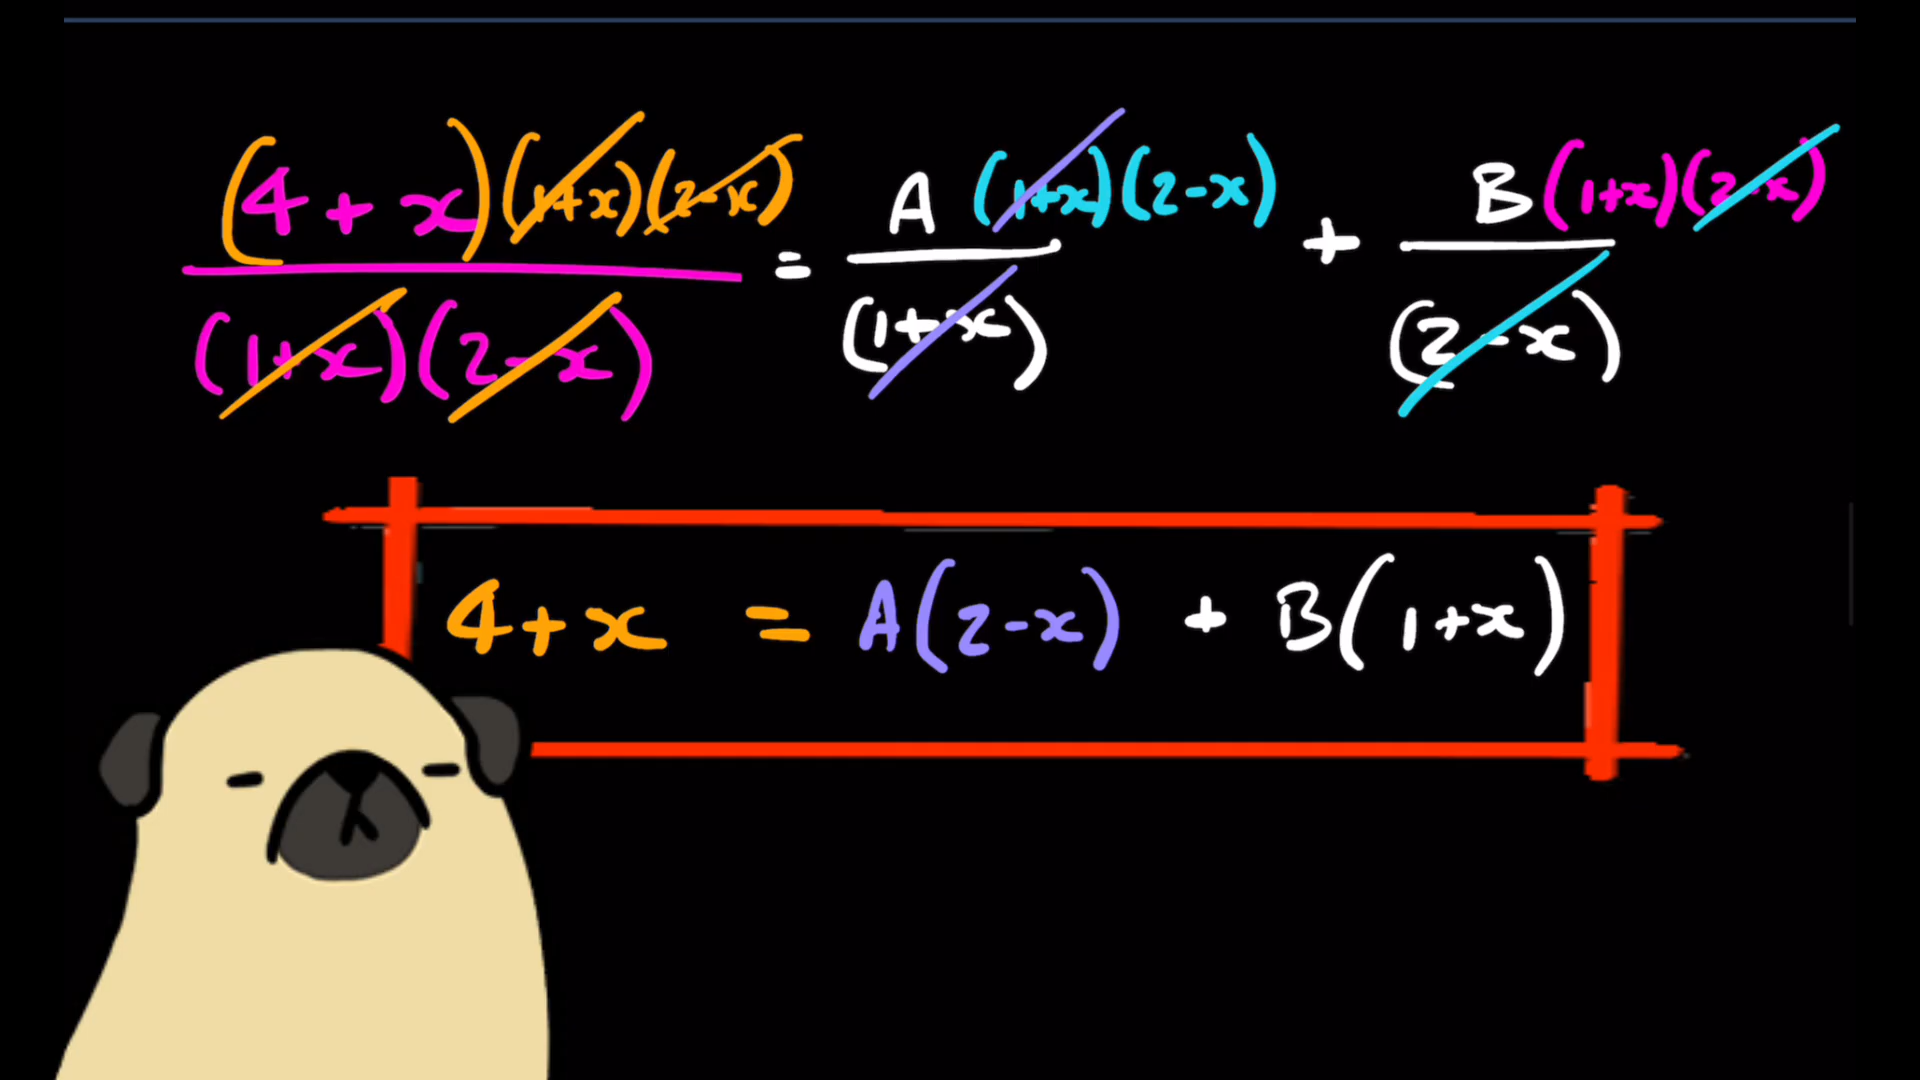 (4 + x)(1+x)(2-x) / (1+x)(2-x) = A(1+x)(2-x) / (1+x) + B(1+x)(2-x) / (2-x)
4+x = A(2-x) + B(1+x)